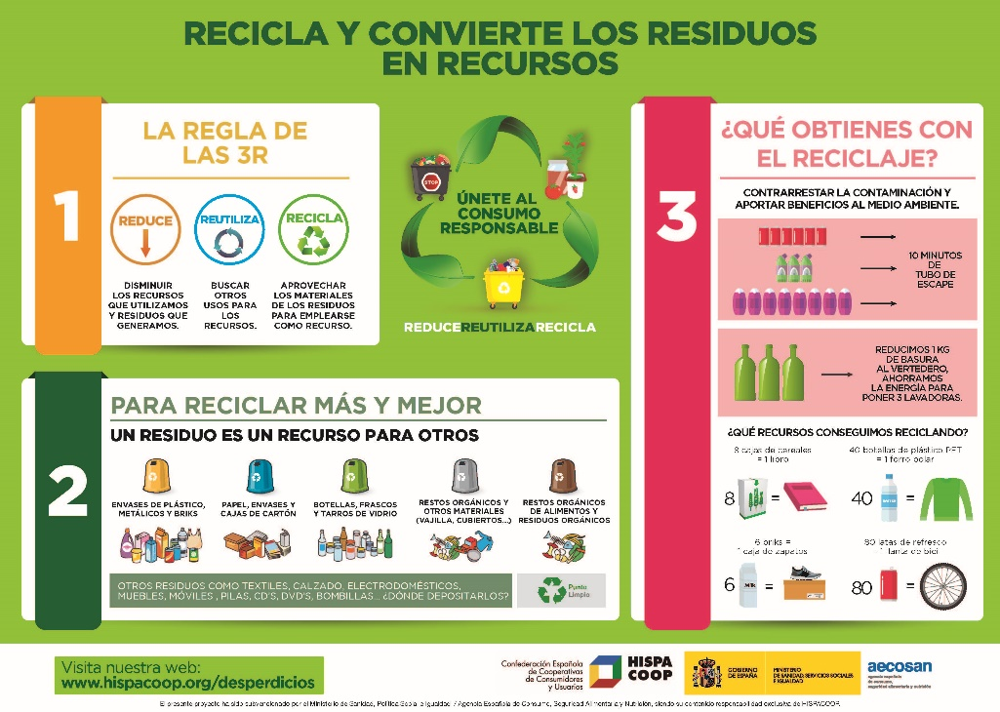 RECICLA Y CONVIERTE LOS RESIDUOS
EN RECURSOS
1
LA REGLA DE
LAS 3R
REDUCE
DISMINUIR
LOS RECURSOS
QUE UTILIZAMOS
Y RESIDUOS QUE
GENERAMOS.
REUTILIZA
BUSCAR
OTROS
USOS PARA
LOS
RECURSOS.
RECICLA
APROVECHAR
LOS MATERIALES
DE LOS RESIDUOS
PARA EMPLEARSE
COMO RECURSO.
STOP
ÚNETE AL
CONSUMO
RESPONSABLE
REDUCEREUTILIZARECICLA
2
PARA RECICLAR MÁS Y MEJOR
UN RESIDUO ES UN RECURSO PARA OTROS
ENVASES DE PLÁSTICO,
METÁLICOS Y BRIKS
PAPEL, ENVASES Y
CAJAS DE CARTÓN
BOTELLAS, FRASCOS
Y TARROS DE VIDRIO
RESTOS ORGÁNICOS Y
OTROS MATERIALES
(VAJILLA, CUBIERTOS...)
RESTOS ORGÁNICOS
DE ALIMENTOS Y
RESIDUOS ORGÁNICOS
OTROS RESIDUOS COMO TEXTILES, CALZADO, ELECTRODOMÉSTICOS,
MUEBLES, MÓVILES , PILAS, CD'S, DVD'S, BOMBILLAS... ¿DÓNDE DEPOSITARLOS?
Punto
Limpio
3
¿QUÉ OBTIENES CON
EL RECICLAJE?
CONTRARRESTAR LA CONTAMINACIÓN Y
APORTAR BENEFICIOS AL MEDIO AMBIENTE.
10 MINUTOS
DE
TUBO DE
ESCAPE
REDUCIMOS 1 KG
DE BASURA
AL VERTEDERO,
AHORRAMOS
LA ENERGÍA PARA
PONER 3 LAVADORAS.
¿QUÉ RECURSOS CONSEGUIMOS RECICLANDO?
8 cajas de cereales
= 1 libro
8 =
40 botellas de plástico PET
= 1 forro polar
40 =
6 briks =
1 caja de zapatos
6 MILK =
80 latas de refresco
= 1 llanta de bici
80 =
Visita nuestra web:
www.hispacoop.org/desperdicios
Confederación Española
de Cooperativas
de Consumidores
y Usuarios
HISPA
COOP
GOBIERNO
DE ESPAÑA
MINISTERIO
DE SANIDAD, SERVICIOS SOCIALES
E IGUALDAD
aecosan
agencia española
de consumo,
seguridad alimentaria y nutrición
El presente proyecto ha sido subvencionado por el Ministerio de Sanidad, Política Social e Igualdad / Agencia Española de Consumo, Seguridad Alimentaria y Nutrición, siendo su contenido responsabilidad exclusiva de HISPACOOP.